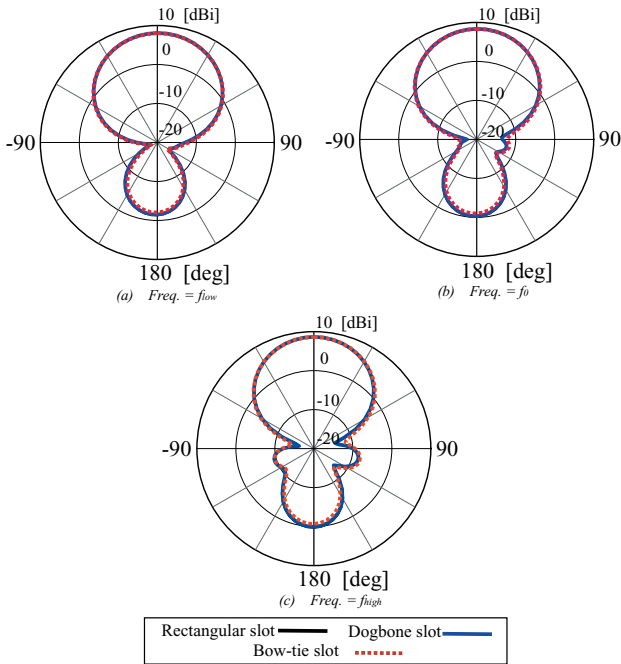 10 [dBi]
0
-10
-20
-90
90
180 [deg]
(a) Freq. = flow
10 [dBi]
0
-10
-20
-90
90
180 [deg]
(b) Freq. = f0
10 [dBi]
0
-10
-20
-90
90
180 [deg]
(c) Freq. = fhigh
Rectangular slot Dogbone slot
Bow-tie slot